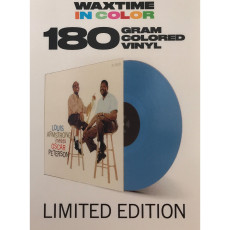 WAXTIME
IN COLOR
180 GRAM
COLORED
VINYL
LOUIS
ARMSTRONG
meets
OSCAR
PETERSON
LIMITED EDITION